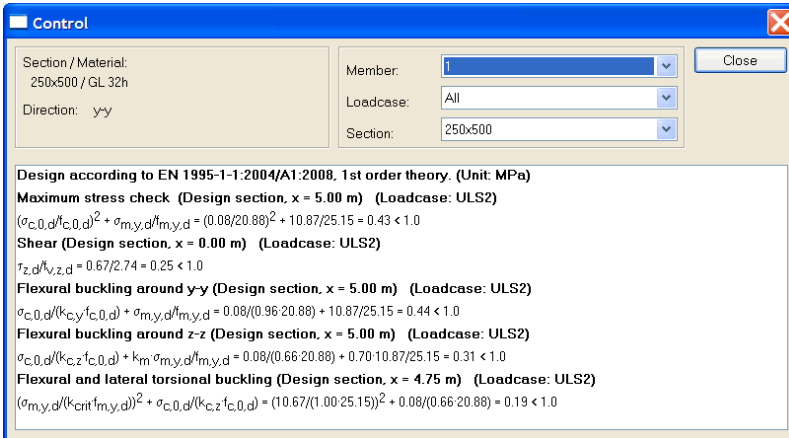 Control
Section / Material:
250x500 / GL 32h
Direction: y-y
Member: 1
Loadcase: All
Section: 250x500
Close
Design according to EN 1995-1-1:2004/A1:2008, 1st order theory. (Unit: MPa)
Maximum stress check (Design section, x = 5.00 m) (Loadcase: ULS2)
(σc,0,d/fc,0,d)² + σm,y,d/fm,y,d = (0.08/20.88)² + 10.87/25.15 = 0.43 < 1.0
Shear (Design section, x = 0.00 m) (Loadcase: ULS2)
τz,d/fv,z,d = 0.67/2.74 = 0.25 < 1.0
Flexural buckling around y-y (Design section, x = 5.00 m) (Loadcase: ULS2)
σc,0,d/(kc,y·fc,0,d) + σm,y,d/fm,y,d = 0.08/(0.96·20.88) + 10.87/25.15 = 0.44 < 1.0
Flexural buckling around z-z (Design section, x = 5.00 m) (Loadcase: ULS2)
σc,0,d/(kc,z·fc,0,d) + km·σm,y,d/fm,y,d = 0.08/(0.66·20.88) + 0.70·10.87/25.15 = 0.31 < 1.0
Flexural and lateral torsional buckling (Design section, x = 4.75 m) (Loadcase: ULS2)
(σm,y,d/(kcrit·fm,y,d))² + σc,0,d/(kc,z·fc,0,d) = (10.67/(1.00·25.15))² + 0.08/(0.66·20.88) = 0.19 < 1.0